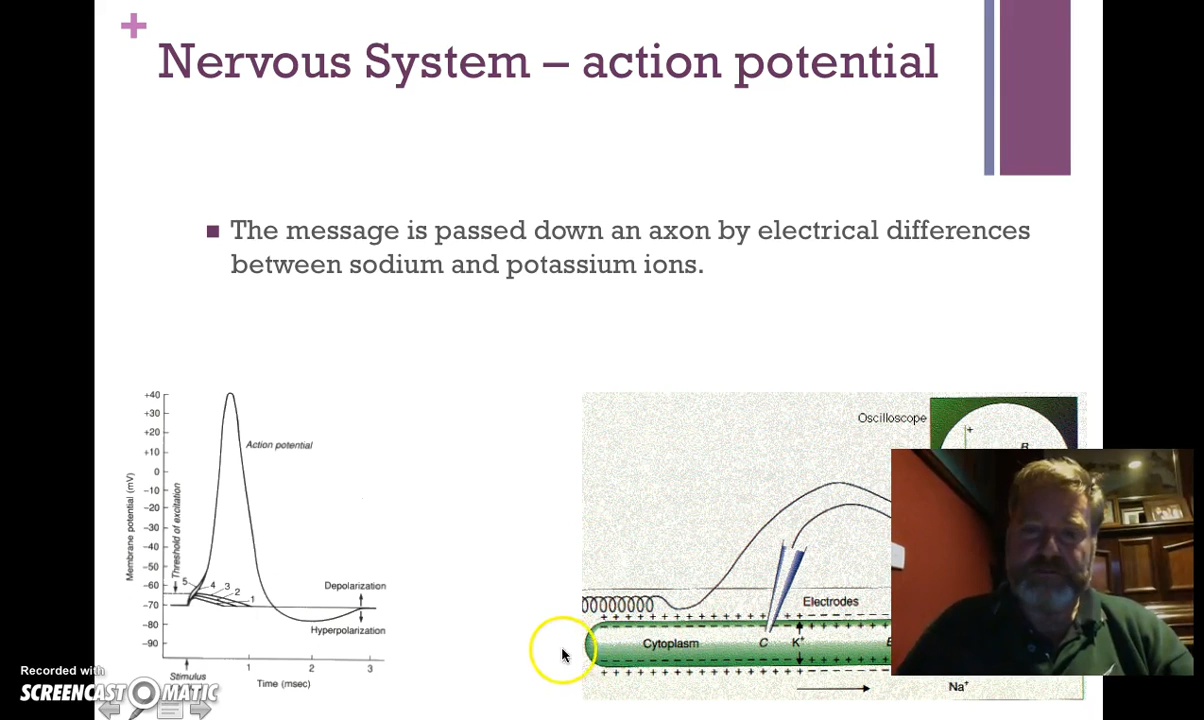 +
Nervous System – action potential
■ The message is passed down an axon by electrical differences
between sodium and potassium ions.
+40
+30
+20
+10
0
−10
−20
−30
−40
−50
−60
−70
−80
−90
Membrane potential (mV)
Threshold of excitation
Action potential
5
4
3
2
1
Depolarization
Hyperpolarization
Stimulus
1
2
3
Time (msec)
Oscilloscope
+
B
Electrodes
+ + + + + + + + + + + + + + +
Cytoplasm
C
K+
+ + + + + + + + + + + + + + +
Na+
Recorded with
SCREENCAST MATIC